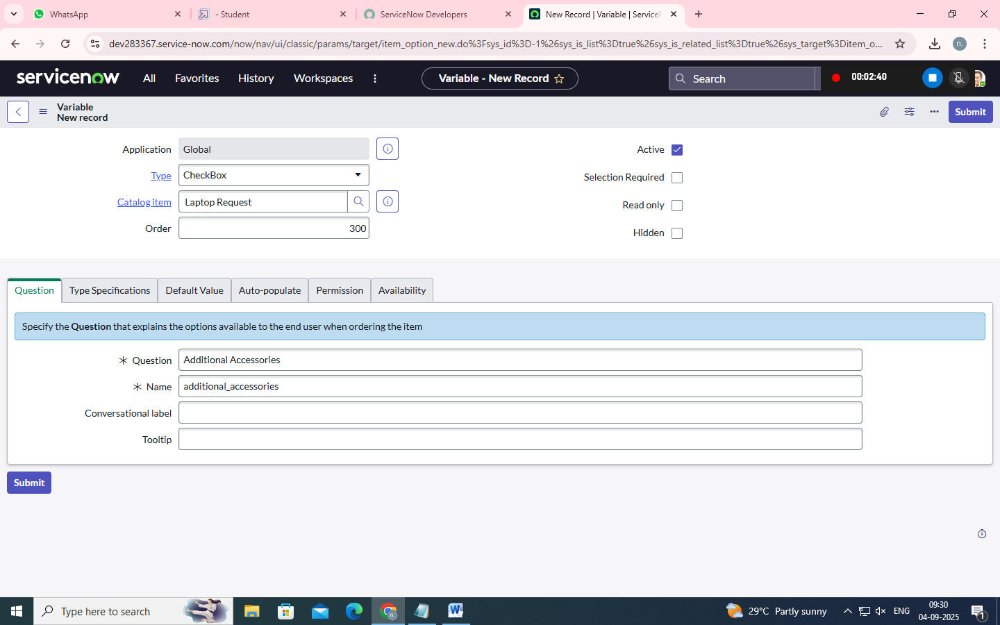 WhatsApp
- Student
ServiceNow Developers
New Record | Variable | Service
dev283367.service-now.com/now/nav/ui/classic/params/target/item_option_new.do%3Fsys_id%3D-1%26sys_is_list%3Dtrue%26sys_is_related_list%3Dtrue%26sys_target%3Ditem_o...
n.
servicenow
All
Favorites
History
Workspaces
Variable - New Record
Search
00:02:40
Variable
New record
Submit
Application
Global
Active
Type
CheckBox
Selection Required
Catalog item
Laptop Request
Read only
Order
300
Hidden
Question
Type Specifications
Default Value
Auto-populate
Permission
Availability
Specify the Question that explains the options available to the end user when ordering the item
Question
Additional Accessories
Name
additional_accessories
Conversational label
Tooltip
Submit
Type here to search
n.
W
29°C Partly sunny
ENG
09:30
04-09-2025
1